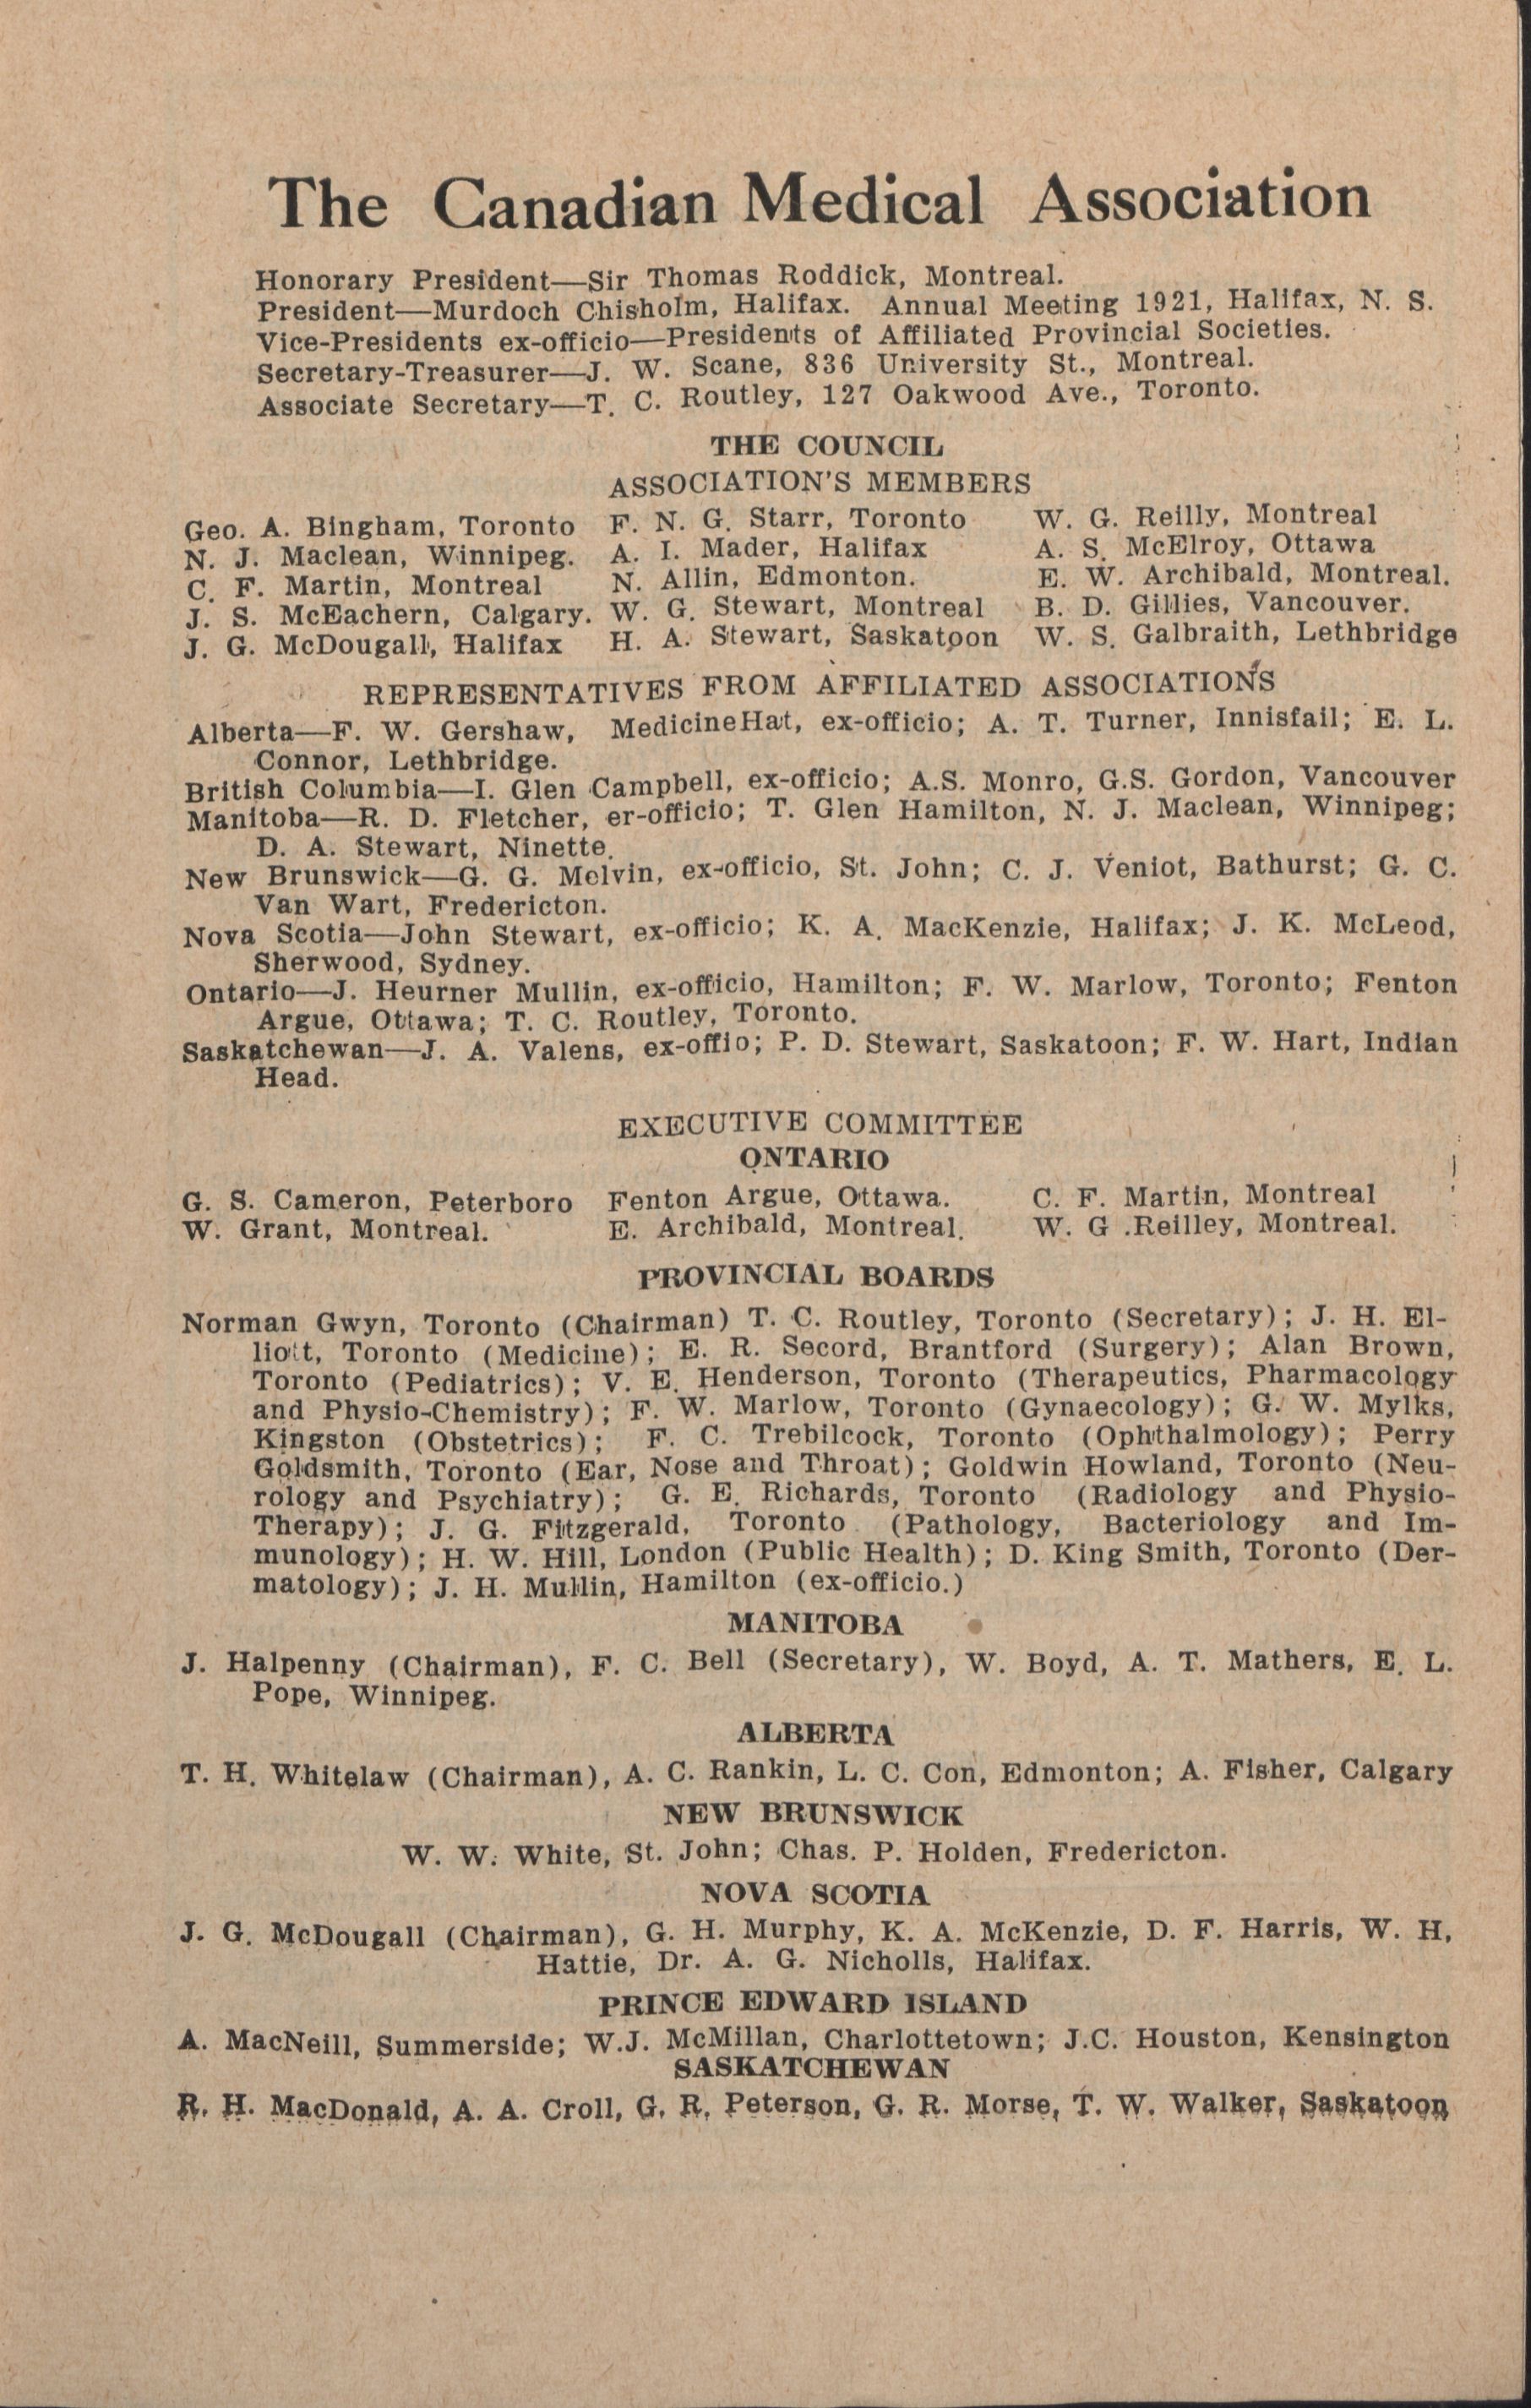 The Canadian Medical Association
Honorary President—Sir Thomas Roddick, Montreal.
President—Murdoch Chisholm, Halifax. Annual Meeting 1921, Halifax, N. S.
Vice-Presidents ex-officio—Presidents of Affiliated Provincial Societies.
Secretary-Treasurer—J. W. Scane, 836 University St., Montreal.
Associate Secretary—T. C. Routley, 127 Oakwood Ave., Toronto.
THE COUNCIL
ASSOCIATION'S MEMBERS
Geo. A. Bingham, Toronto F. N. G. Starr, Toronto W. G. Reilly, Montreal
N. J. Maclean, Winnipeg. A. I. Mader, Halifax A. S. McElroy, Ottawa
C. F. Martin, Montreal N. Allin, Edmonton. E. W. Archibald, Montreal.
J. S. McEachern, Calgary. W. G. Stewart, Montreal B. D. Gillies, Vancouver.
J. G. McDougall, Halifax H. A. Stewart, Saskatoon W. S. Galbraith, Lethbridge
REPRESENTATIVES FROM AFFILIATED ASSOCIATIONS
Alberta—F. W. Gershaw, MedicineHat, ex-officio; A. T. Turner, Innisfail; E. L.
Connor, Lethbridge.
British Columbia—I. Glen Campbell, ex-officio; A.S. Monro, G.S. Gordon, Vancouver
Manitoba—R. D. Fletcher, er-officio; T. Glen Hamilton, N. J. Maclean, Winnipeg;
D. A. Stewart, Ninette.
New Brunswick—G. G. Melvin, ex-officio, St. John; C. J. Veniot, Bathurst; G. C.
Van Wart, Fredericton.
Nova Scotia—John Stewart, ex-officio; K. A. MacKenzie, Halifax; J. K. McLeod,
Sherwood, Sydney.
Ontario—J. Heurner Mullin, ex-officio, Hamilton; F. W. Marlow, Toronto; Fenton
Argue, Ottawa; T. C. Routley, Toronto.
Saskatchewan—J. A. Valens, ex-offio; P. D. Stewart, Saskatoon; F. W. Hart, Indian
Head.
EXECUTIVE COMMITTEE
ONTARIO
G. S. Cameron, Peterboro Fenton Argue, Ottawa. C. F. Martin, Montreal
W. Grant, Montreal. E. Archibald, Montreal. W. G .Reilley, Montreal.
PROVINCIAL BOARDS
Norman Gwyn, Toronto (Chairman) T. C. Routley, Toronto (Secretary); J. H. El-
liott, Toronto (Medicine); E. R. Secord, Brantford (Surgery); Alan Brown,
Toronto (Pediatrics); V. E. Henderson, Toronto (Therapeutics, Pharmacology
and Physio-Chemistry); F. W. Marlow, Toronto (Gynaecology); G. W. Mylks,
Kingston (Obstetrics); F. C. Trebilcock, Toronto (Ophthalmology); Perry
Goldsmith, Toronto (Ear, Nose and Throat); Goldwin Howland, Toronto (Neu-
rology and Psychiatry); G. E. Richards, Toronto (Radiology and Physio-
Therapy); J. G. Fitzgerald, Toronto (Pathology, Bacteriology and Im-
munology); H. W. Hill, London (Public Health); D. King Smith, Toronto (Der-
matology); J. H. Mullin, Hamilton (ex-officio.)
MANITOBA
J. Halpenny (Chairman), F. C. Bell (Secretary), W. Boyd, A. T. Mathers, E. L.
Pope, Winnipeg.
ALBERTA
T. H. Whitelaw (Chairman), A. C. Rankin, L. C. Con, Edmonton; A. Fisher, Calgary
NEW BRUNSWICK
W. W. White, St. John; Chas. P. Holden, Fredericton.
NOVA SCOTIA
J. G. McDougall (Chairman), G. H. Murphy, K. A. McKenzie, D. F. Harris, W. H,
Hattie, Dr. A. G. Nicholls, Halifax.
PRINCE EDWARD ISLAND
A. MacNeill, Summerside; W.J. McMillan, Charlottetown; J.C. Houston, Kensington
SASKATCHEWAN
R. H. MacDonald, A. A. Croll, G. R. Peterson, G. R. Morse, T. W. Walker, Saskatoon